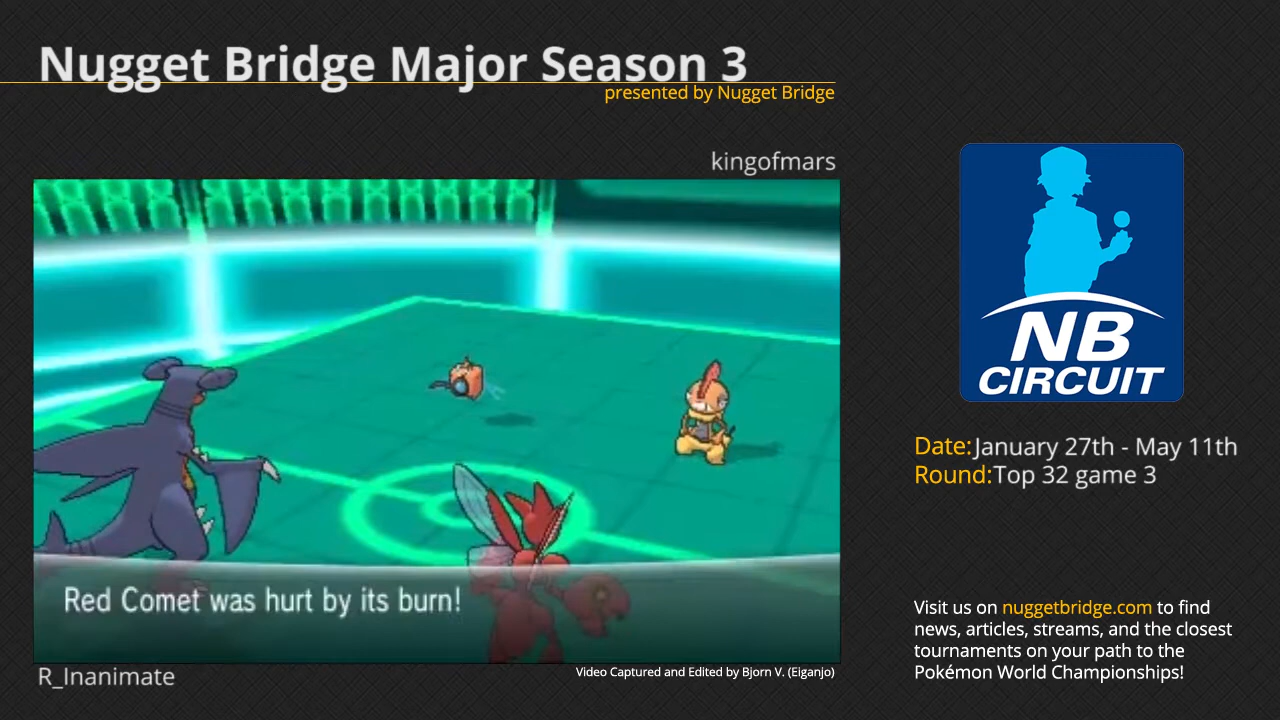 Nugget Bridge Major Season 3
presented by Nugget Bridge
kingofmars
NB
CIRCUIT
Date:January 27th - May 11th
Round:Top 32 game 3
Red Comet was hurt by its burn!
Visit us on nuggetbridge.com to find
news, articles, streams, and the closest
tournaments on your path to the
Pokémon World Championships!
R_Inanimate
Video Captured and Edited by Bjorn V. (Eiganjo)